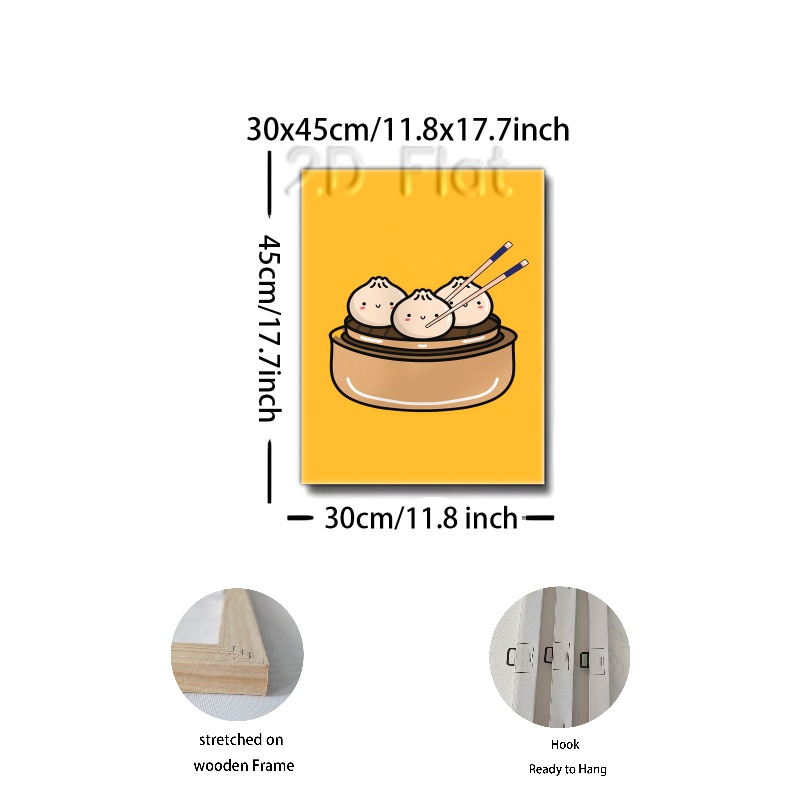 30x45cm/11.8x17.7inch
2D Flat
45cm/17.7inch
30cm/11.8 inch
stretched on
wooden Frame
Hook
Ready to Hang